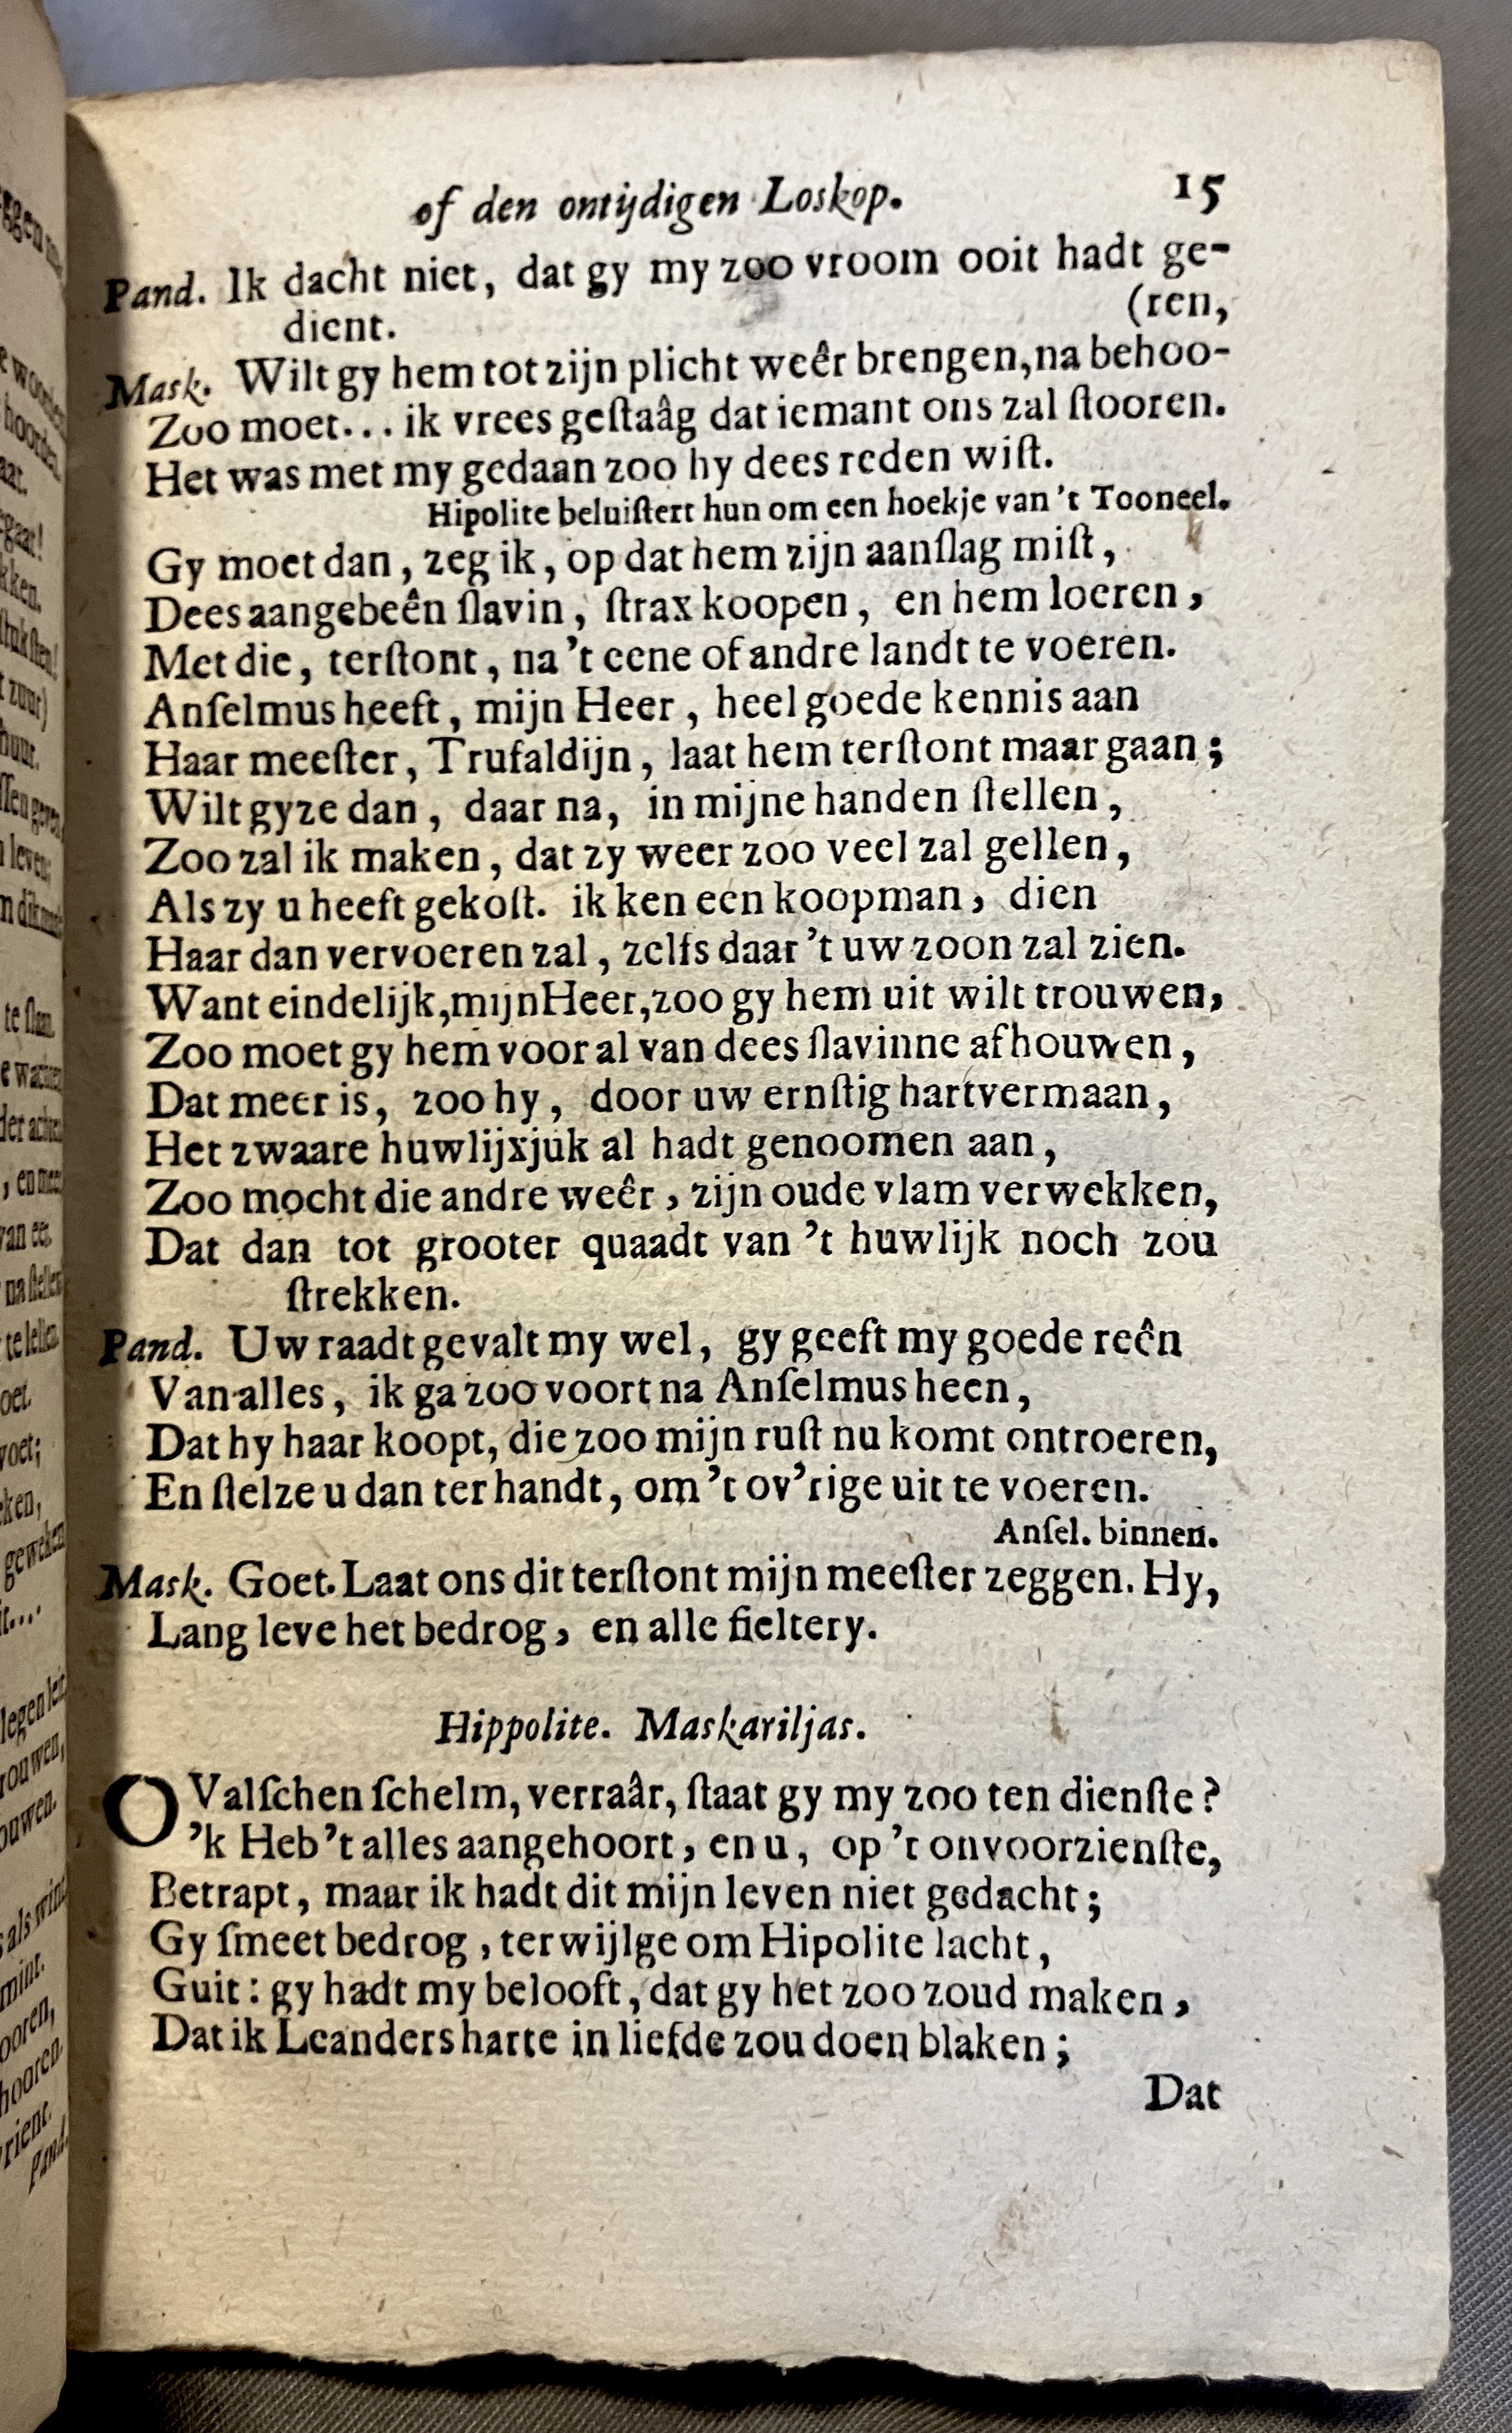 of den ontijdigen Loskop. 15
Pand. Ik dacht niet, dat gy my zoo vroom ooit hadt ge-
dient. (ren,
Mask. Wilt gy hem tot zijn plicht weêr brengen, na behoo-
Zoo moet... ik vrees geſtaâg dat iemant ons zal ſtooren.
Het was met my gedaan zoo hy dees reden wiſt.
Hipolite beluiſtert hun om een hoekje van 't Tooneel.
Gy moet dan, zeg ik, op dat hem zijn aanſlag miſt,
Dees aangebeên ſlavin, ſtrax koopen, en hem loeren,
Met die, terſtont, na 't eene of andre landt te voeren.
Anſelmus heeft, mijn Heer, heel goede kennis aan
Haar meeſter, Trufaldijn, laat hem terſtont maar gaan;
Wilt gyze dan, daar na, in mijne handen ſtellen,
Zoo zal ik maken, dat zy weer zoo veel zal gellen,
Als zy u heeft gekoſt. ik ken een koopman, dien
Haar dan vervoeren zal, zelfs daar 't uw zoon zal zien.
Want eindelijk, mijn Heer, zoo gy hem uit wilt trouwen,
Zoo moet gy hem voor al van dees ſlavinne afhouwen,
Dat meer is, zoo hy, door uw ernſtig hartvermaan,
Het zwaare huwlijxjuk al hadt genoomen aan,
Zoo mocht die andre weêr, zijn oude vlam verwekken,
Dat dan tot grooter quaadt van 't huwlijk noch zou
ſtrekken.
Pand. Uw raadt gevalt my wel, gy geeft my goede reên
Van alles, ik ga zoo voort na Anſelmus heen,
Dat hy haar koopt, die zoo mijn ruſt nu komt ontroeren,
En ſtelze u dan ter handt, om 't ov'rige uit te voeren.
Anſel. binnen.
Mask. Goet. Laat ons dit terſtont mijn meeſter zeggen. Hy,
Lang leve het bedrog, en alle fieltery.
Hippolite. Maskariljas.
O Valſchen ſchelm, verraâr, ſtaat gy my zoo ten dienſte?
'k Heb 't alles aangehoort, en u, op 't onvoorzienſte,
Betrapt, maar ik hadt dit mijn leven niet gedacht;
Gy ſmeet bedrog, terwijlge om Hipolite lacht,
Guit: gy hadt my belooft, dat gy het zoo zoud maken,
Dat ik Leanders harte in liefde zou doen blaken;
Dat